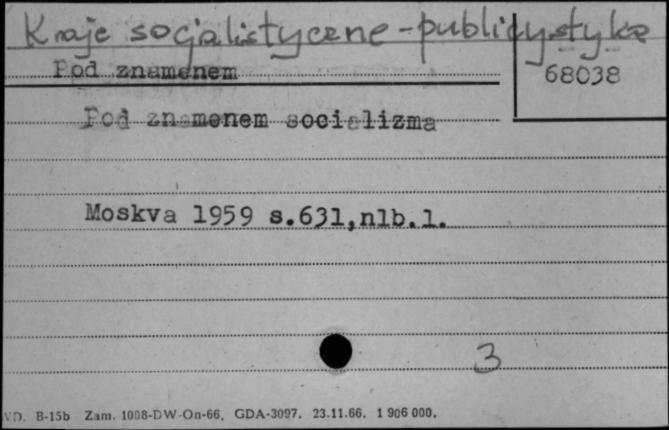 Kraje socjalistyczne - publicystyka
Pod znamenem
68038
Pod znamenem socializma
Moskva 1959 s.631,nlb.1.
3
VD. B-15b Zam. 1008-DW-On-66. GDA-3097. 23.11.66. 1 906 000.